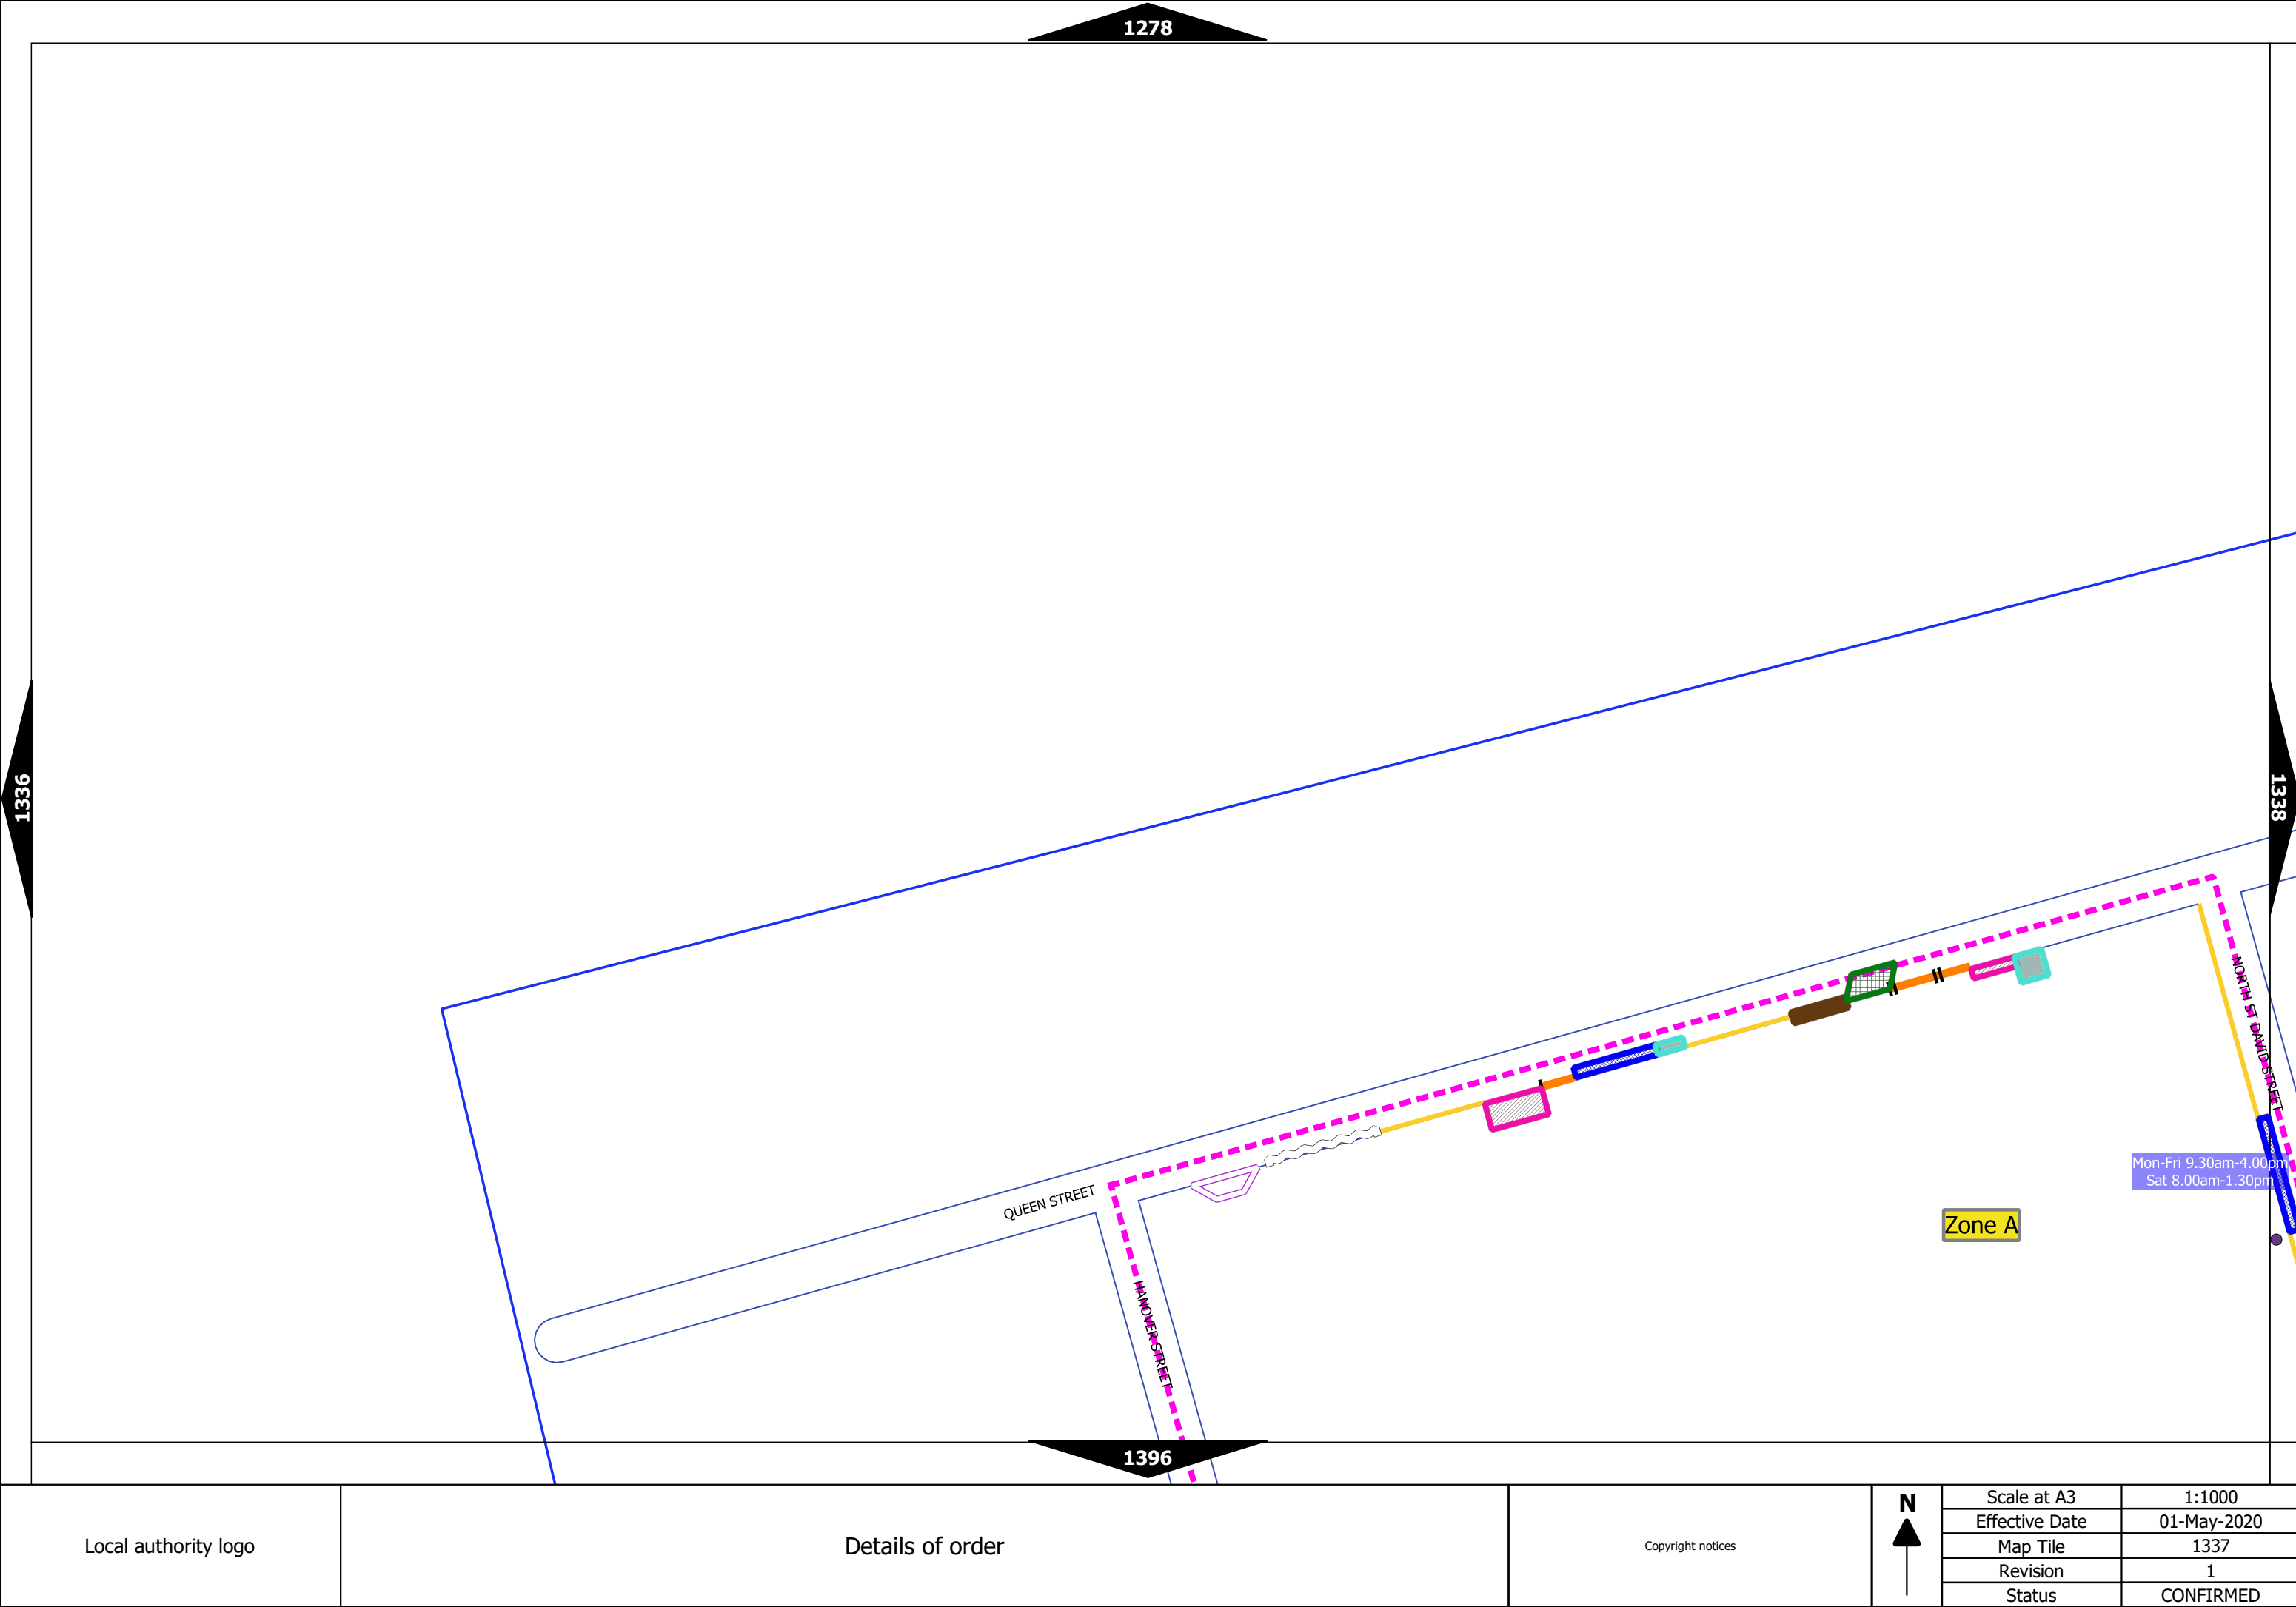 1278
1336
1338
NORTH ST DAVID STREET
Mon-Fri 9.30am-4.00pm
Sat 8.00am-1.30pm
QUEEN STREET
Zone A
HANOVER STREET
1396
Local authority logo
Details of order
Copyright notices
N
Scale at A3 1:1000
Effective Date 01-May-2020
Map Tile 1337
Revision 1
Status CONFIRMED